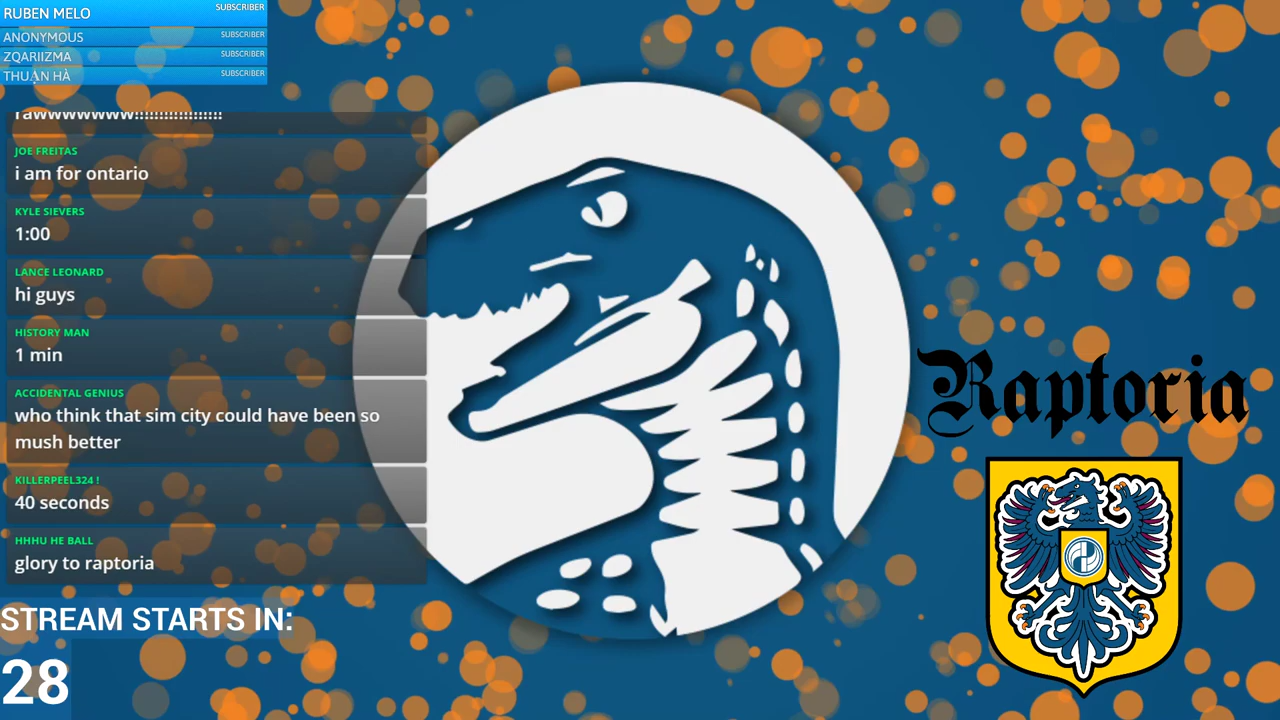 RUBEN MELO SUBSCRIBER
ANONYMOUS SUBSCRIBER
ZQARIIZMA SUBSCRIBER
THUẬN HÀ SUBSCRIBER
JOE FREITAS
i am for ontario
KYLE SIEVERS
1:00
LANCE LEONARD
hi guys
HISTORY MAN
1 min
ACCIDENTAL GENIUS
who think that sim city could have been so
mush better
KILLERPEEL324 !
40 seconds
HHHU HE BALL
glory to raptoria
STREAM STARTS IN:
28
Raptoria